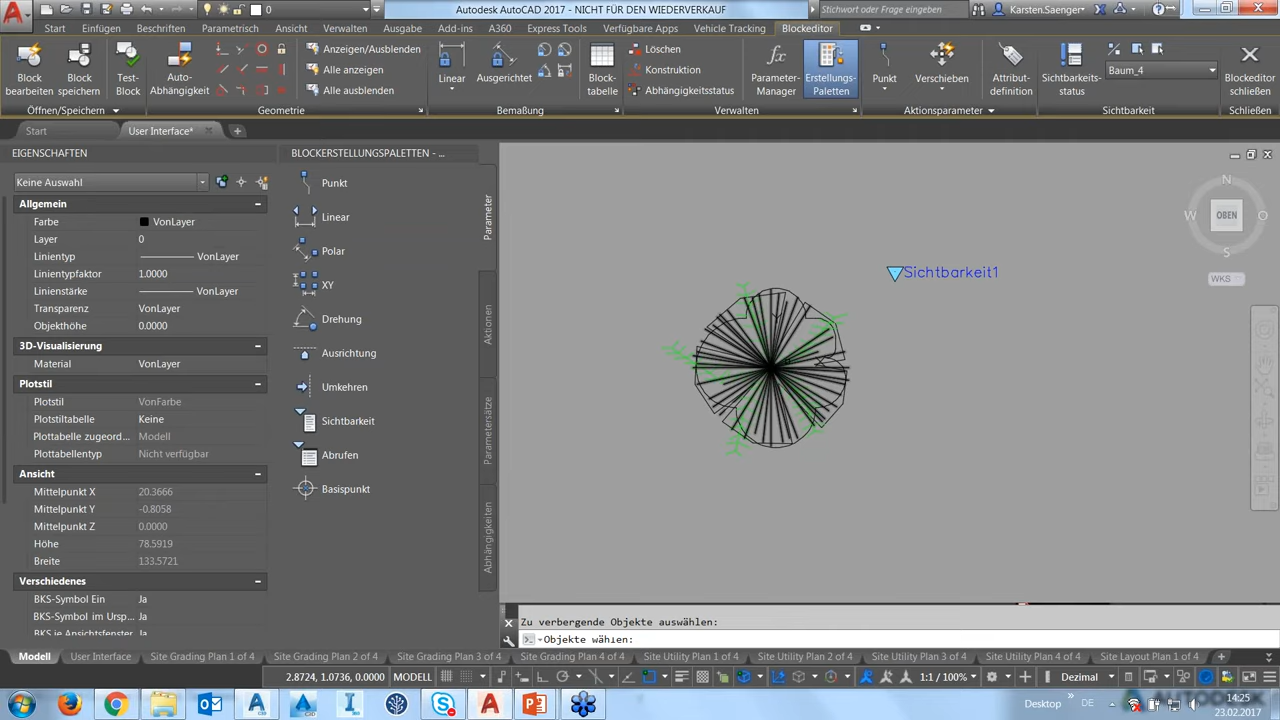 Autodesk AutoCAD 2017 - NICHT FÜR DEN WIEDERVERKAUF
0
Stichwort oder Frage eingeben
Karsten.Saenger
Start Einfügen Beschriften Parametrisch Ansicht Verwalten Ausgabe Add-ins A360 Express Tools Verfügbare Apps Vehicle Tracking Blockeditor
Block bearbeiten
Block speichern
Test-Block
Auto-Abhängigkeit
Anzeigen/Ausblenden
Alle anzeigen
Alle ausblenden
Linear
Ausgerichtet
Block-tabelle
Löschen
Konstruktion
Abhängigkeitsstatus
Parameter-Manager
Erstellungs-Paletten
Punkt
Verschieben
Attribut-definition
Sichtbarkeits-status
Baum_4
Blockeditor Schließen
Öffnen/Speichern Geometrie Bemaßung Verwalten Aktionsparameter Sichtbarkeit Schließen
Start User Interface*
EIGENSCHAFTEN
Keine Auswahl
Allgemein
Farbe VonLayer
Layer 0
Linientyp VonLayer
Linientypfaktor 1.0000
Linienstärke VonLayer
Transparenz VonLayer
Objekthöhe 0.0000
3D-Visualisierung
Material VonLayer
Plotstil
Plotstil VonFarbe
Plotstiltabelle Keine
Plottabelle zugeord... Modell
Plottabellentyp Nicht verfügbar
Ansicht
Mittelpunkt X 20.3666
Mittelpunkt Y -0.8058
Mittelpunkt Z 0.0000
Höhe 78.5919
Breite 133.5721
Verschiedenes
BKS-Symbol Ein Ja
BKS-Symbol im Ursp... Ja
BKS je Ansichtsfenster Ja
BLOCKERSTELLUNGSPALETTEN - ...
Punkt
Linear
Polar
XY
Drehung
Ausrichtung
Umkehren
Sichtbarkeit
Abrufen
Basispunkt
Parameter
Aktionen
Parametersätze
Abhängigkeiten
Sichtbarkeit1
N
W OBEN O
S
WKS
Zu verbergende Objekte auswählen:
Objekte wählen:
Modell User Interface Site Grading Plan 1 of 4 Site Grading Plan 2 of 4 Site Grading Plan 3 of 4 Site Grading Plan 4 of 4 Site Utility Plan 1 of 4 Site Utility Plan 2 of 4 Site Utility Plan 3 of 4 Site Utility Plan 4 of 4 Site Layout Plan 1 of 4
2.8724, 1.0736, 0.0000 MODELL 1:1 / 100% Dezimal
Desktop DE 14:25
23.02.2017